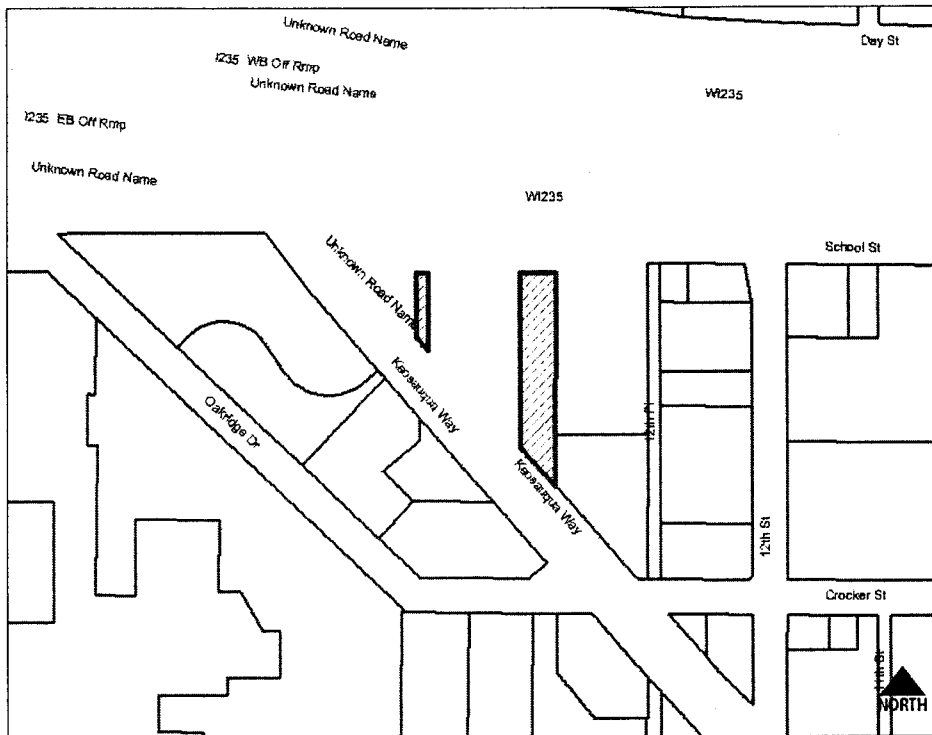 Unknown Road Name
Day St
I235 WB Off Rmp
Unknown Road Name
WI235
I235 EB Off Rmp
Unknown Road Name
WI235
Unknown Road Name
School St
Keosauqua Way
Oakridge Dr
12th Pl
Keosauqua Way
12th St
Crocker St
11th St
NORTH